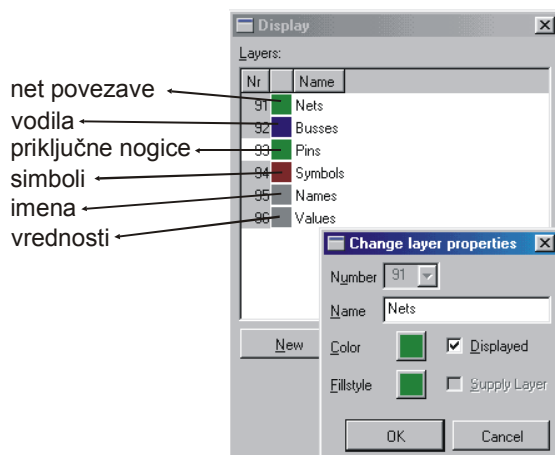 Display
Layers:
Nr Name
net povezave 91 Nets
vodila 92 Busses
priključne nogice 93 Pins
simboli 94 Symbols
imena 95 Names
vrednosti 96 Values
New
Change layer properties
Number 91
Name Nets
Color Displayed
Fillstyle Supply Layer
OK Cancel